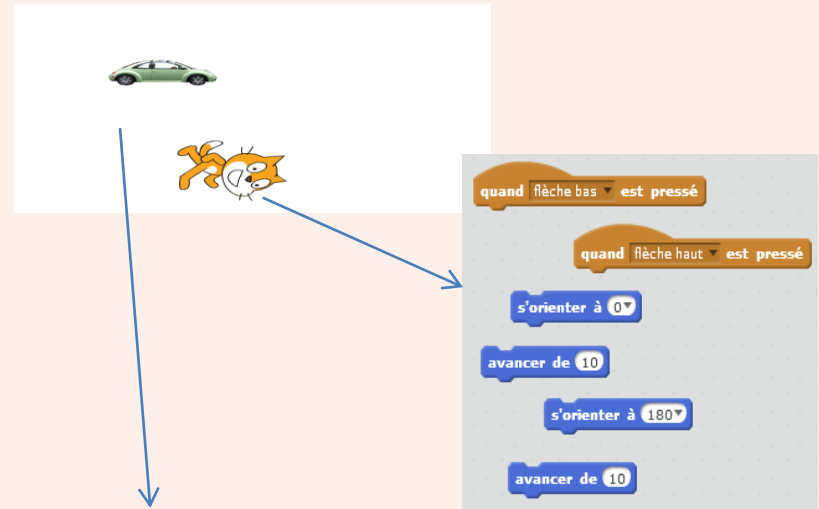 quand flèche bas est pressé
quand flèche haut est pressé
s'orienter à 0
avancer de 10
s'orienter à 180
avancer de 10